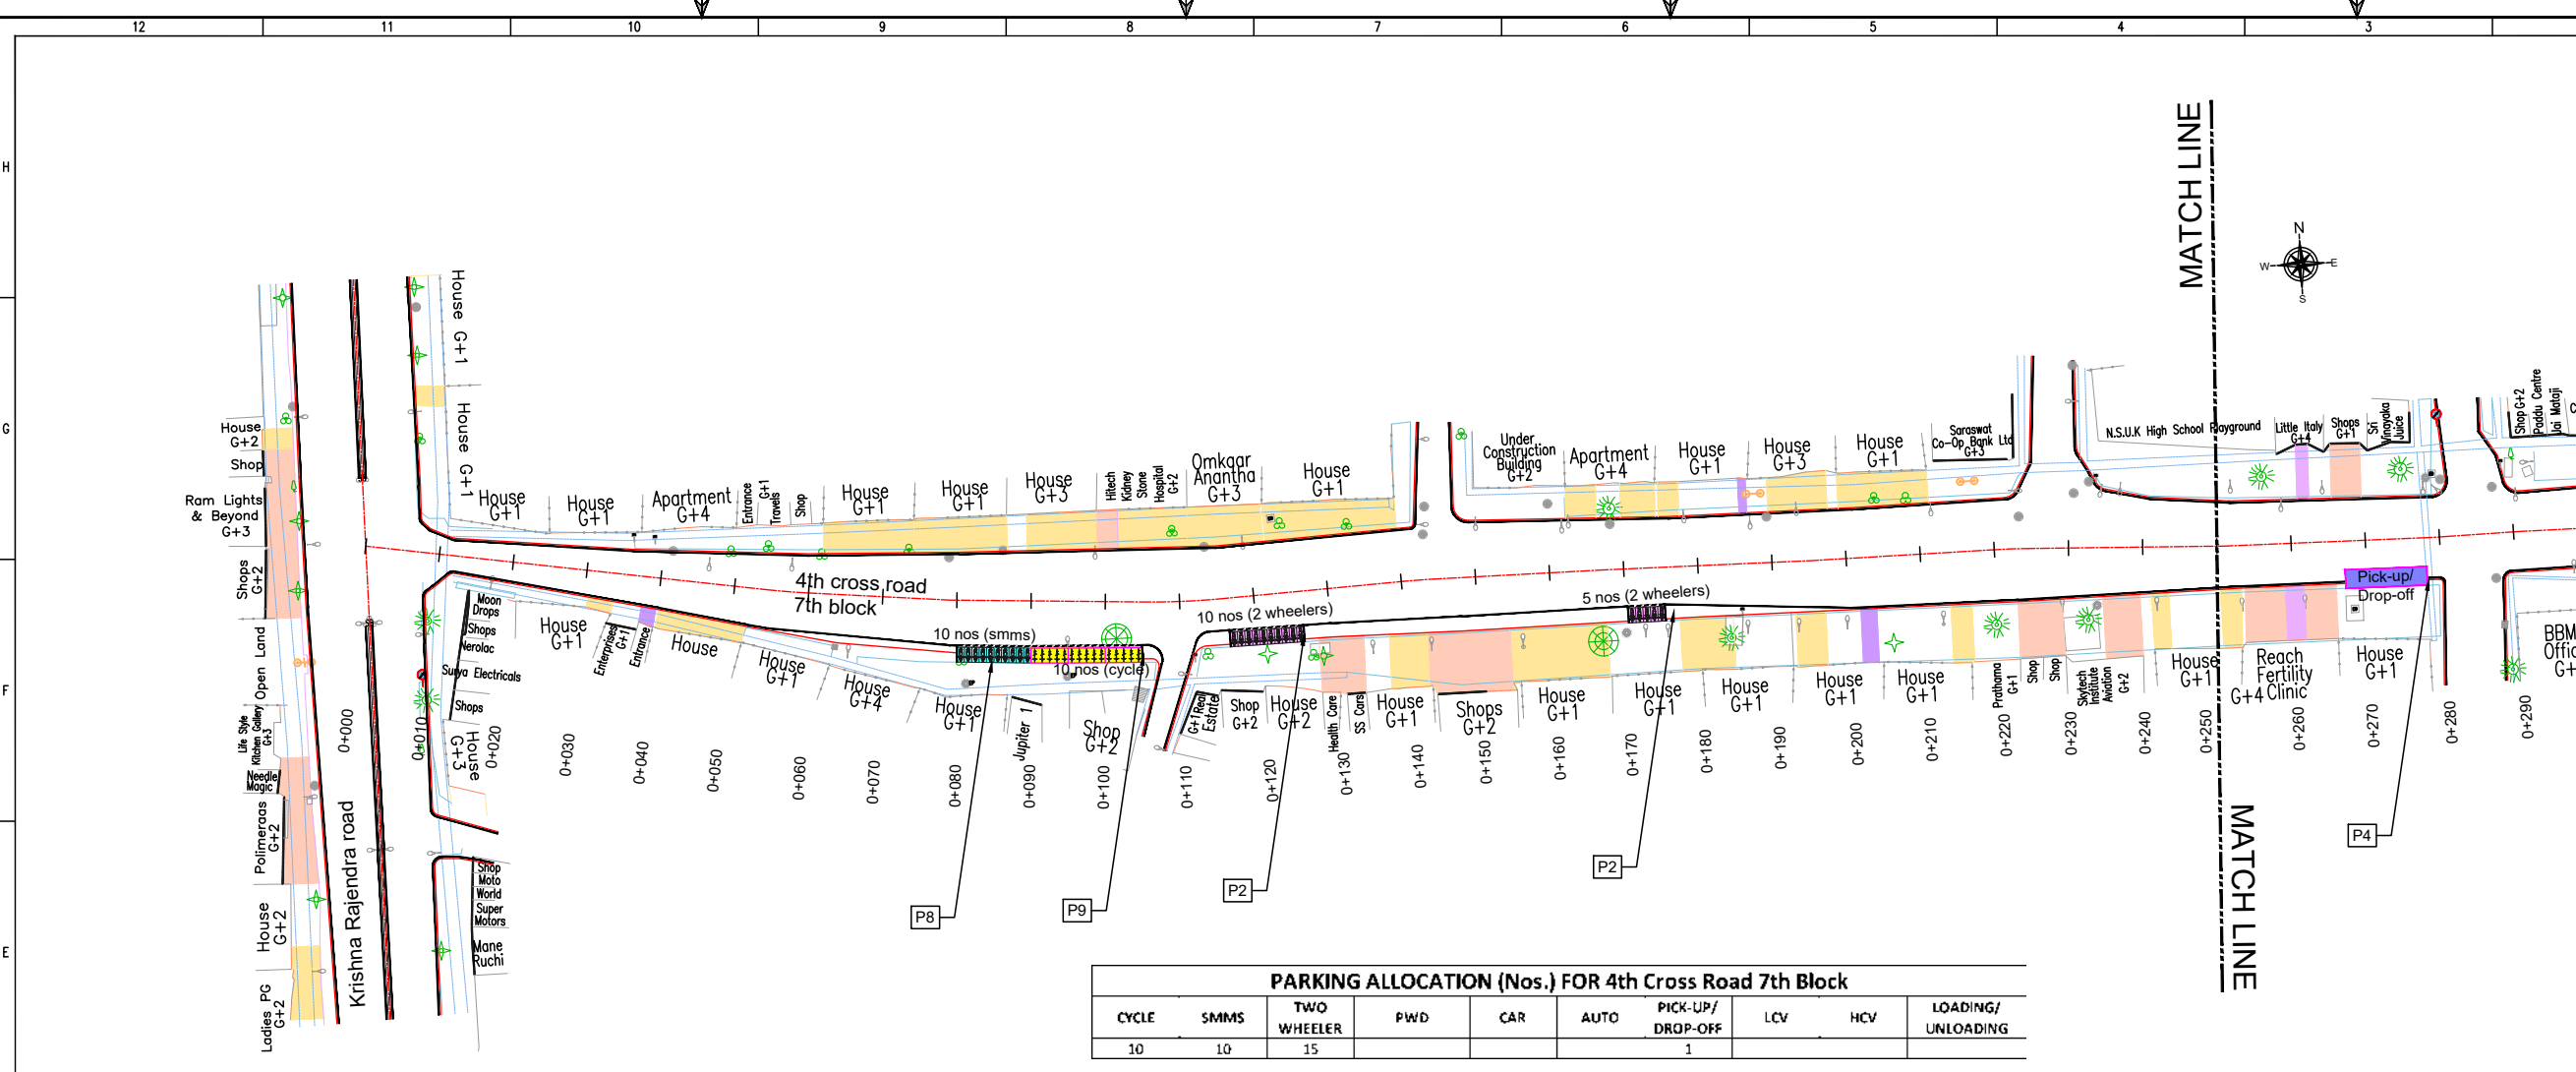 12
11
10
9
8
7
6
5
4
3
H
G
F
E
MATCH LINE
N
W
E
S
House G+1
House G+1
House
G+2
Shop
Ram Lights
& Beyond
G+3
Shops
G+2
Open Land
Life Style
Kitchen Gallery
G+3
Needle
Magic
Polimeraas
G+2
House
G+2
Ladies PG
G+2
Krishna Rajendra road
House
G+1
House
G+1
Apartment
G+4
Entrance
G+1
Travels
Shop
House
G+1
House
G+1
House
G+3
Hitech
Kidney
Stone
Hospital
G+2
Omkaar
Anantha
G+3
House
G+1
Under
Construction
Building
G+2
Apartment
G+4
House
G+1
House
G+3
House
G+1
Saraswat
Co-Op Bank Ltd
G+3
N.S.U.K High School Playground
Little Italy
G+4
Shops
G+1
Sri
Vinayaka
Juice
Shop G+2
Paddu Centre
Jai Mataji
4th cross road
7th block
10 nos (smms)
10 nos (cycle)
10 nos (2 wheelers)
5 nos (2 wheelers)
Pick-up/
Drop-off
Moon
Drops
Shops
Nerolac
Surya Electricals
Shops
House
G+3
House
G+1
Enterprises
G+1
Entrance
House
House
G+1
House
G+4
House
G+1
Jupiter 1
Shop
G+2
G+1 Real
Estate
Shop
G+2
House
G+2
Health Care
SS Cars
House
G+1
Shops
G+2
House
G+1
House
G+1
House
G+1
House
G+1
House
G+1
Prathama
G+1
Shop
Shop
Skytech
Institute
Aviation
G+2
House
G+1
Reach
Fertility
Clinic
G+4
House
G+1
0+000
0+010
0+020
0+030
0+040
0+050
0+060
0+070
0+080
0+090
0+100
0+110
0+120
0+130
0+140
0+150
0+160
0+170
0+180
0+190
0+200
0+210
0+220
0+230
0+240
0+250
0+260
0+270
0+280
0+290
P8
P9
P2
P2
P4
MATCH LINE
Shop
Moto
World
Super
Motors
Mane
Ruchi
PARKING ALLOCATION (Nos.) FOR 4th Cross Road 7th Block
CYCLE SMMS TWO WHEELER PWD CAR AUTO PICK-UP/ DROP-OFF LCV HCV LOADING/ UNLOADING
10 10 15 1